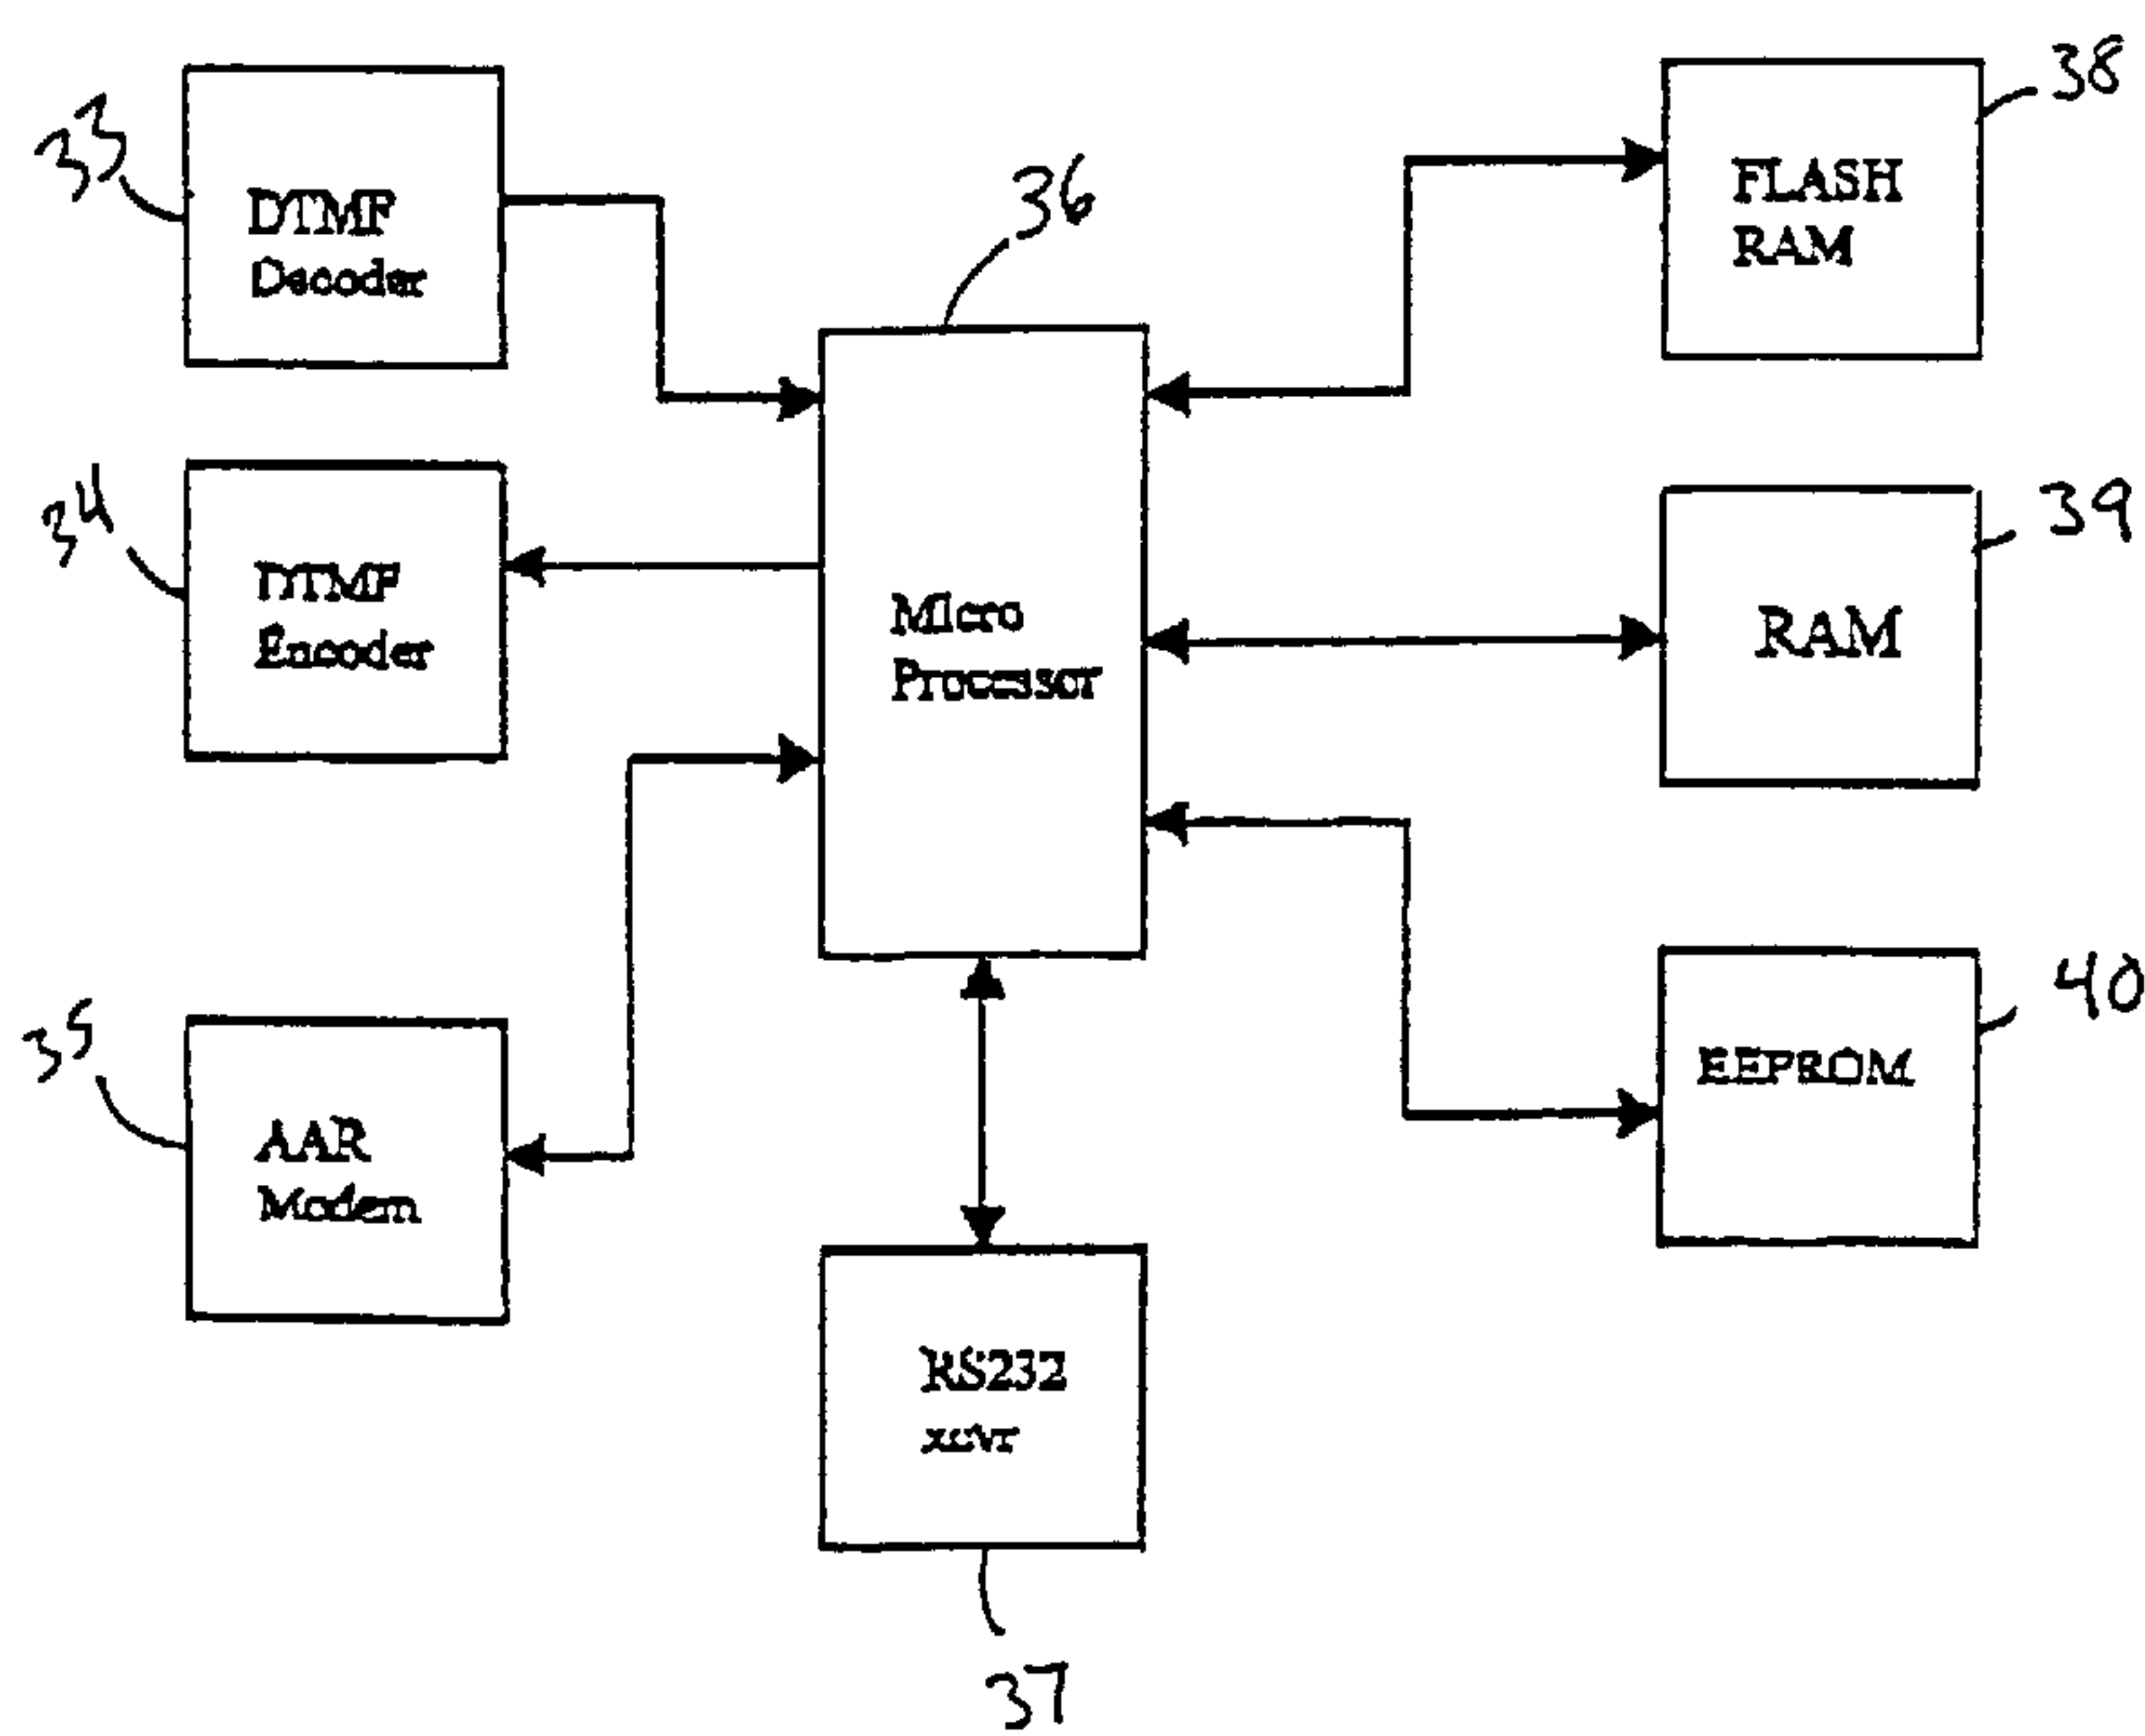 33
DTMF
Decoder
34
DTMF
Encoder
35
AAR
Modem
36
Micro
Processor
RS232
xcvr
37
38
FLASH
RAM
39
RAM
40
EEPROM